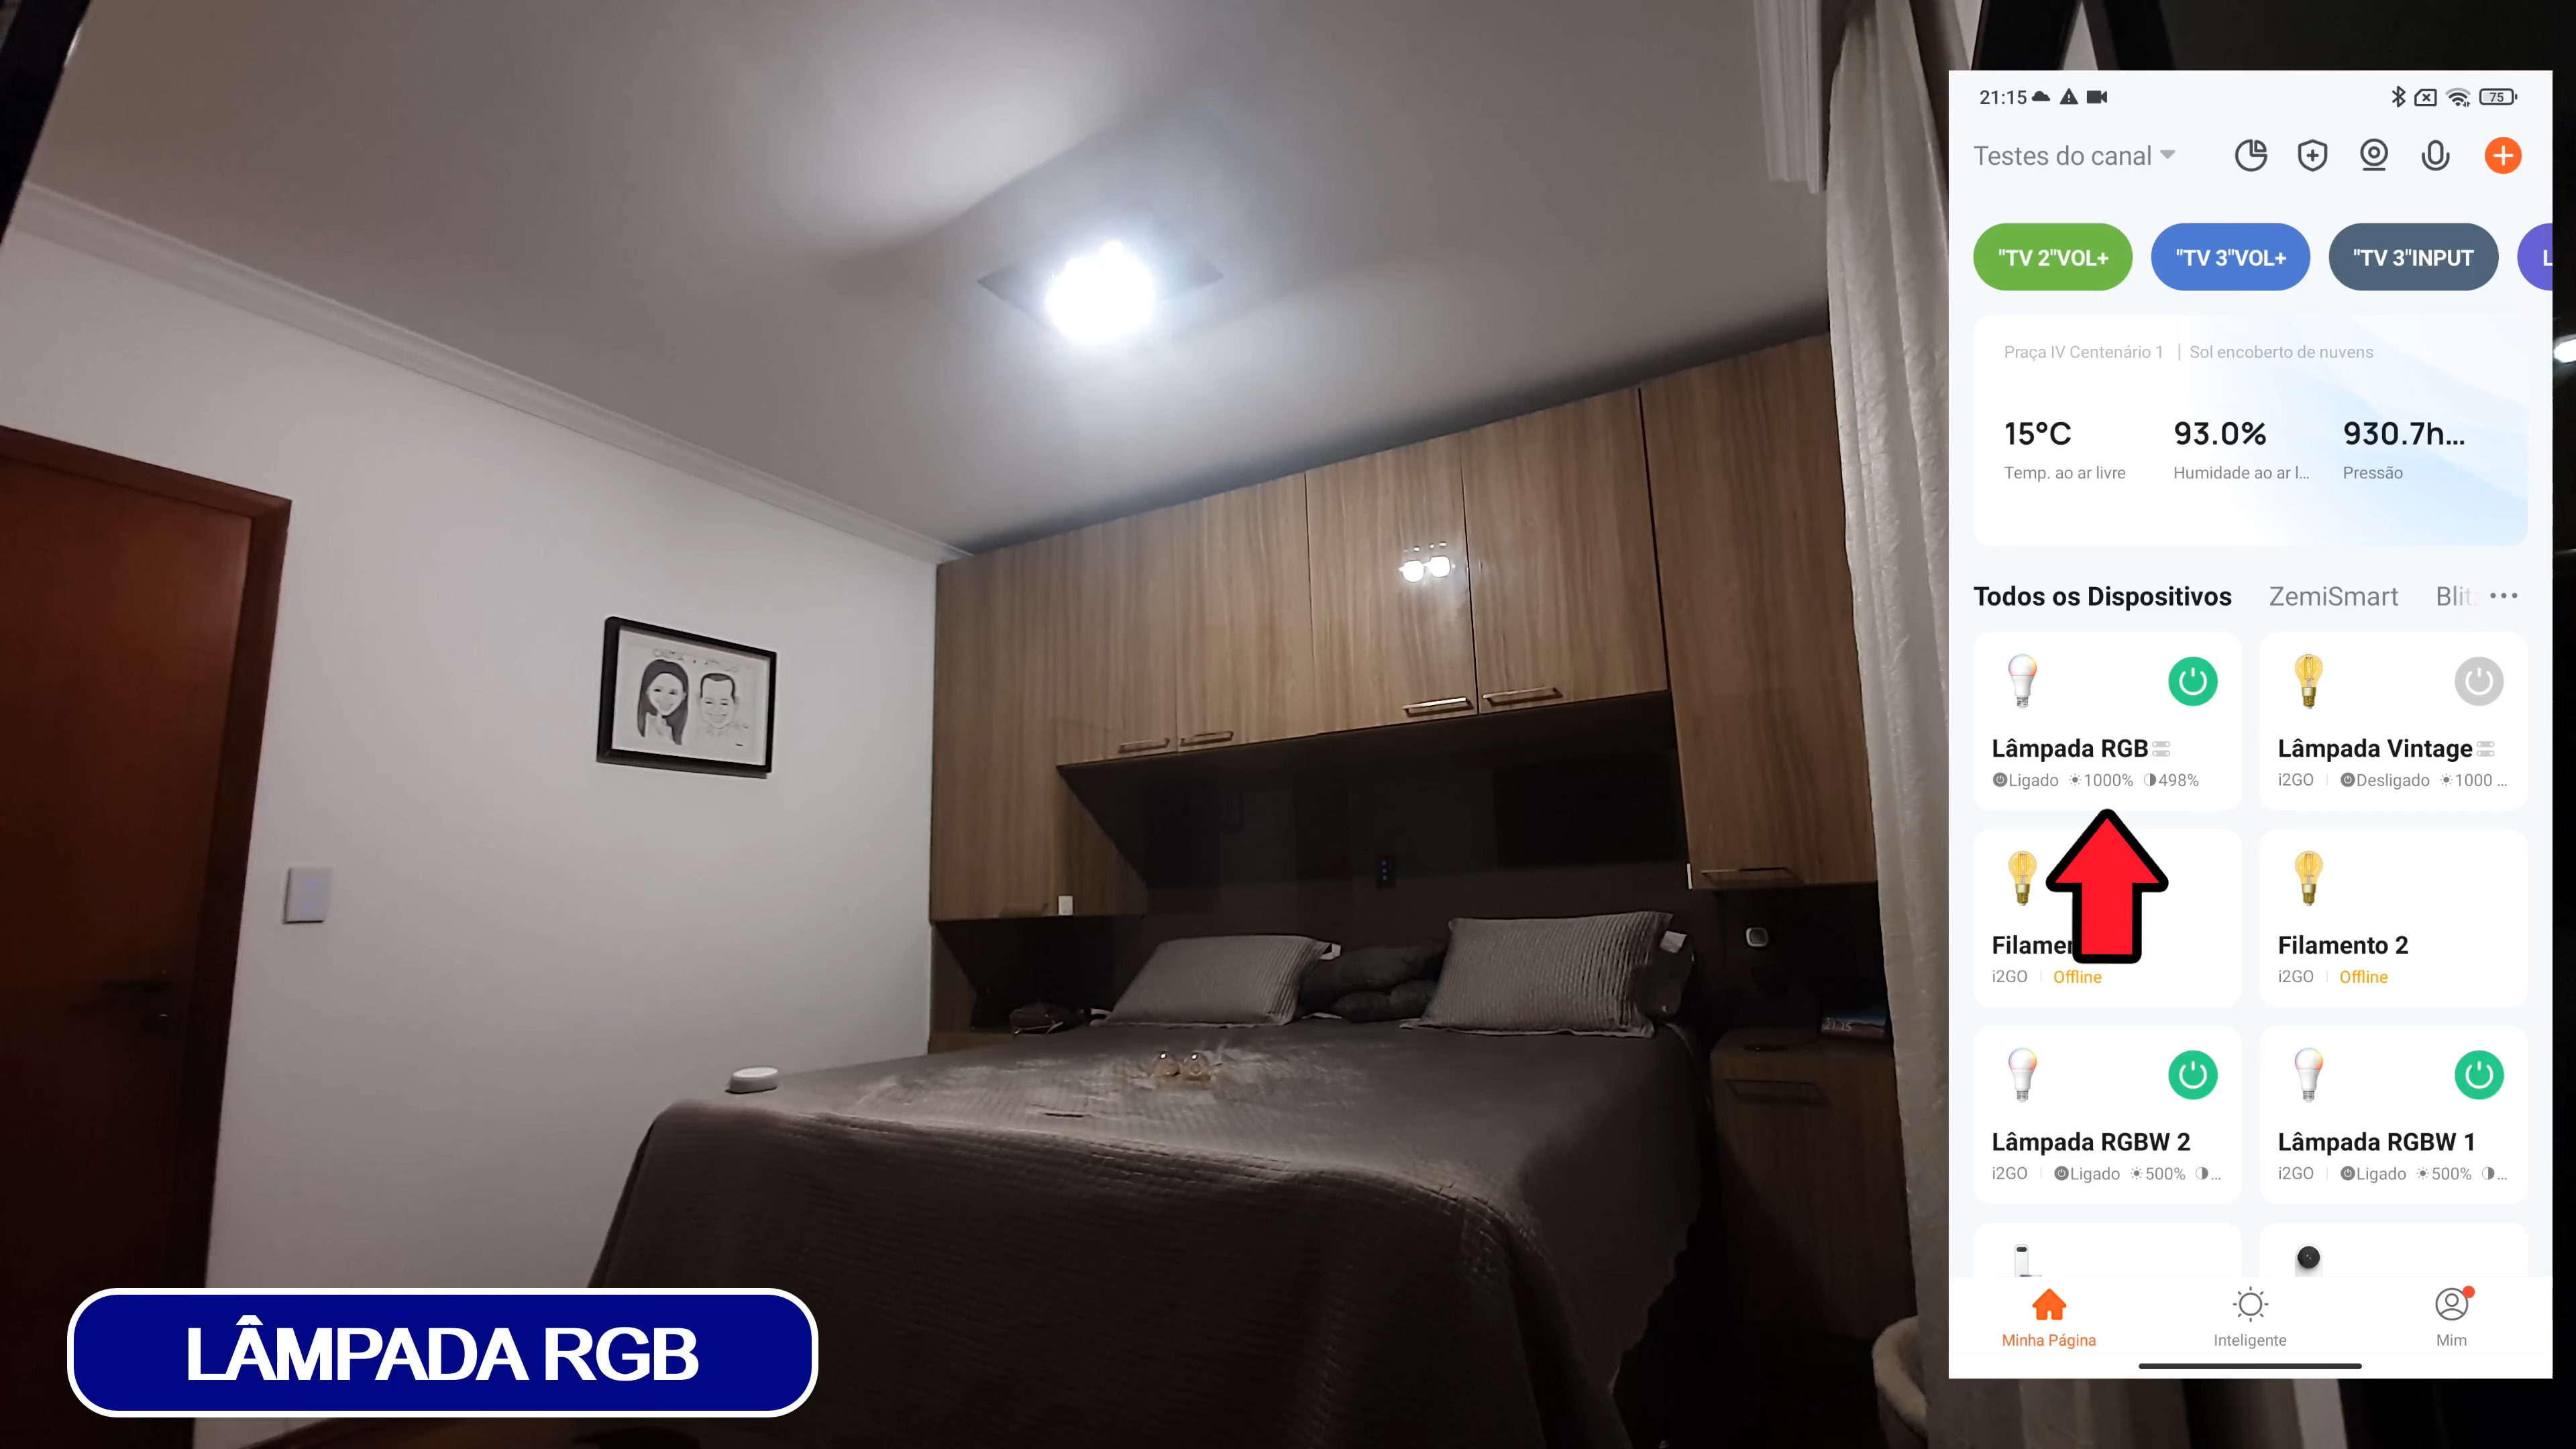 21:15
75
Testes do canal
"TV 2"VOL+
"TV 3"VOL+
"TV 3"INPUT
L
Praça IV Centenário 1 | Sol encoberto de nuvens
15°C
93.0%
930.7h...
Temp. ao ar livre
Humidade ao ar l...
Pressão
Todos os Dispositivos
ZemiSmart
Blit
Lâmpada RGB
Ligado 1000% 498%
Lâmpada Vintage
i2GO | Desligado 1000 ...
Filamen
i2GO | Offline
Filamento 2
i2GO | Offline
Lâmpada RGBW 2
i2GO | Ligado 500% ...
Lâmpada RGBW 1
i2GO | Ligado 500% ...
Minha Página
Inteligente
Mim
LÂMPADA RGB